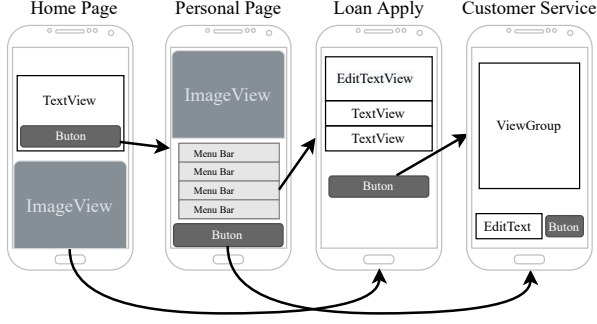 Home Page
Personal Page
Loan Apply
Customer Service
TextView
Buton
ImageView
ImageView
Menu Bar
Menu Bar
Menu Bar
Menu Bar
Buton
EditTextView
TextView
TextView
Buton
ViewGroup
EditText
Buton